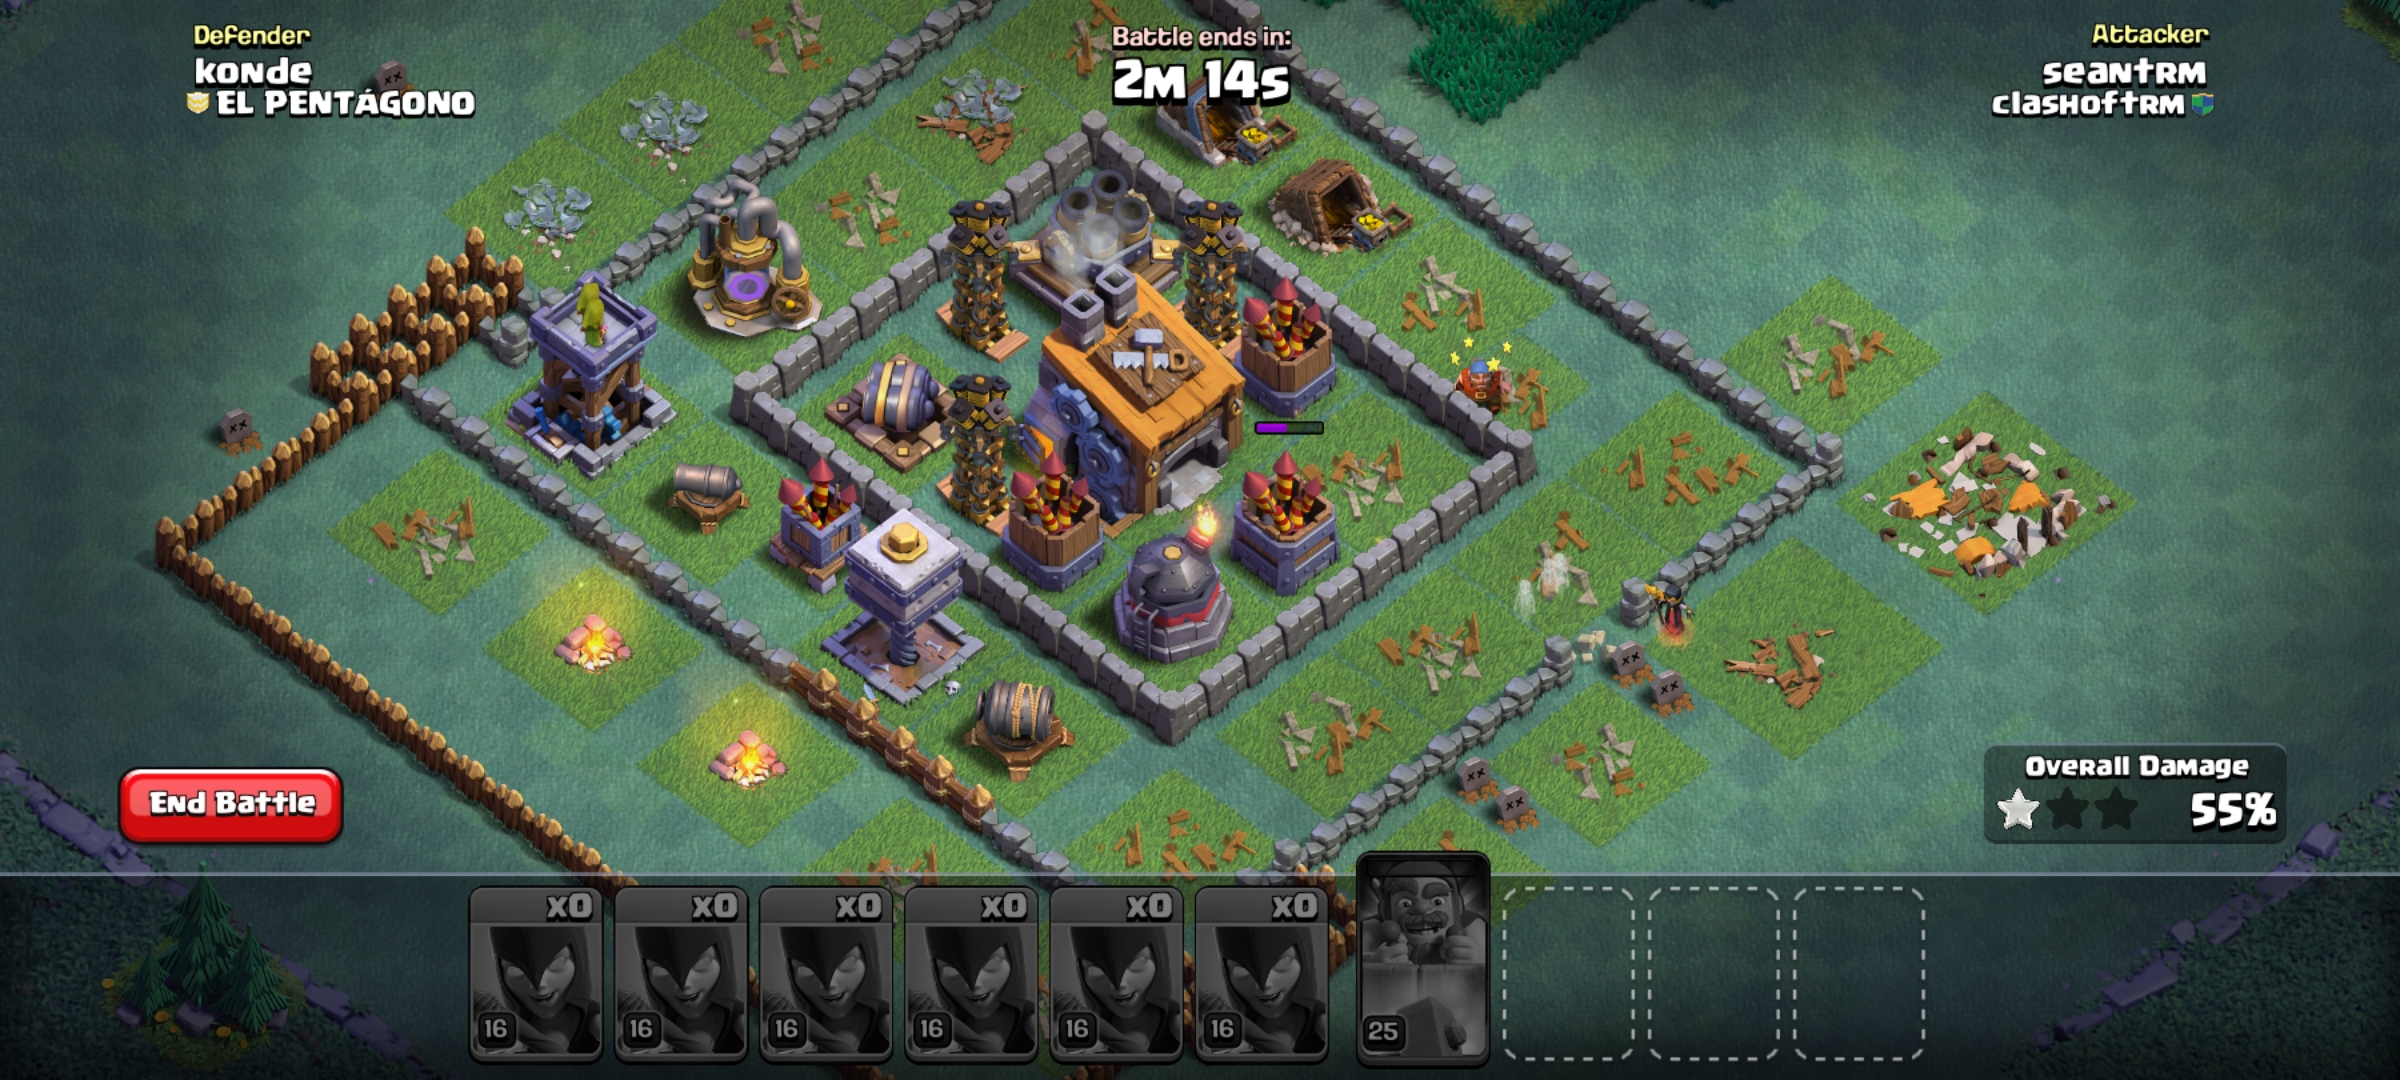 Defender
konde
EL PENTÁGONO
Battle ends in:
2M 14s
Attacker
seantRM
clashoftRM
End Battle
Overall Damage
55%
x0 x0 x0 x0 x0 x0
16 16 16 16 16 16 25